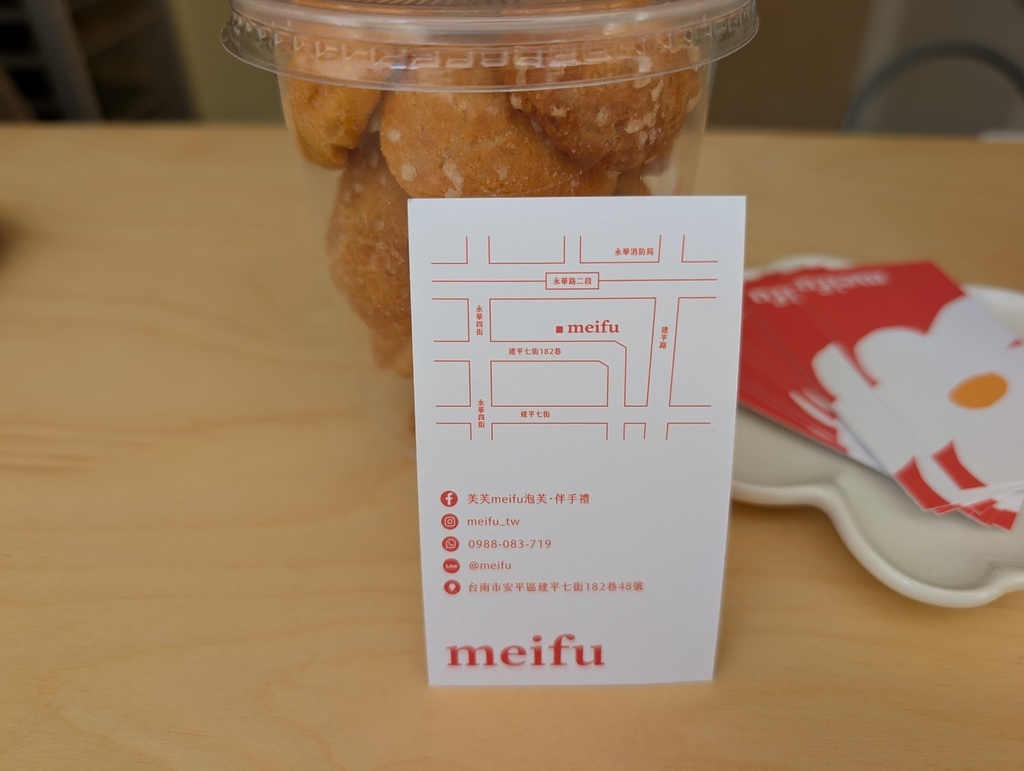 永華消防局
永華路二段
永華四街
meifu
建平路
建平七街182巷
永華四街
建平七街
美芙meifu泡芙·伴手禮
meifu_tw
0988-083-719
Line
@meifu
台南市安平區建平七街182巷48號
meifu
meifu